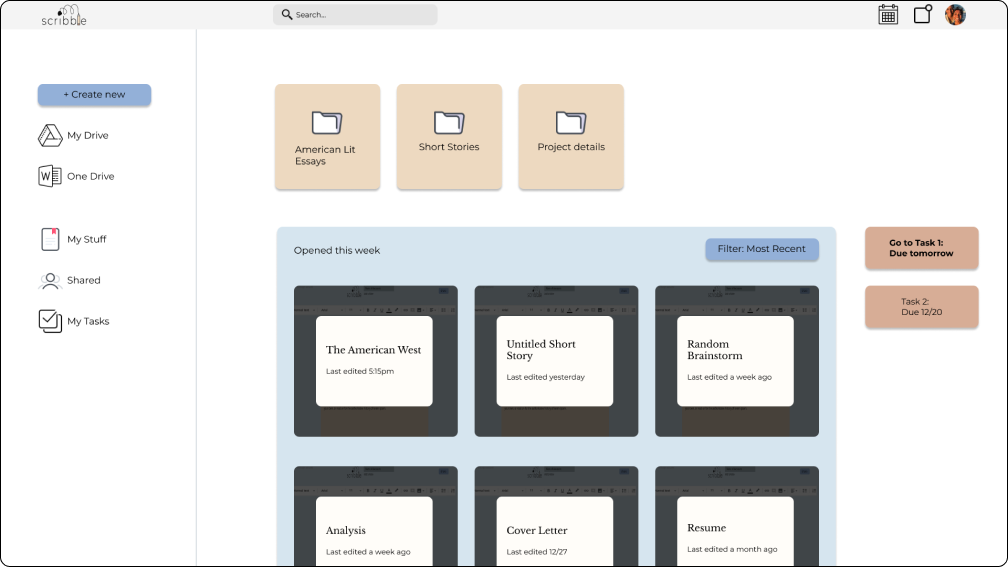 scribble
Search...
+ Create new
My Drive
One Drive
My Stuff
Shared
My Tasks
American Lit
Essays
Short Stories
Project details
Opened this week
Filter: Most Recent
The American West
Last edited 5:15pm
Untitled Short
Story
Last edited yesterday
Random
Brainstorm
Last edited a week ago
Analysis
Last edited a week ago
Cover Letter
Last edited 12/27
Resume
Last edited a month ago
Go to Task 1:
Due tomorrow
Task 2:
Due 12/20